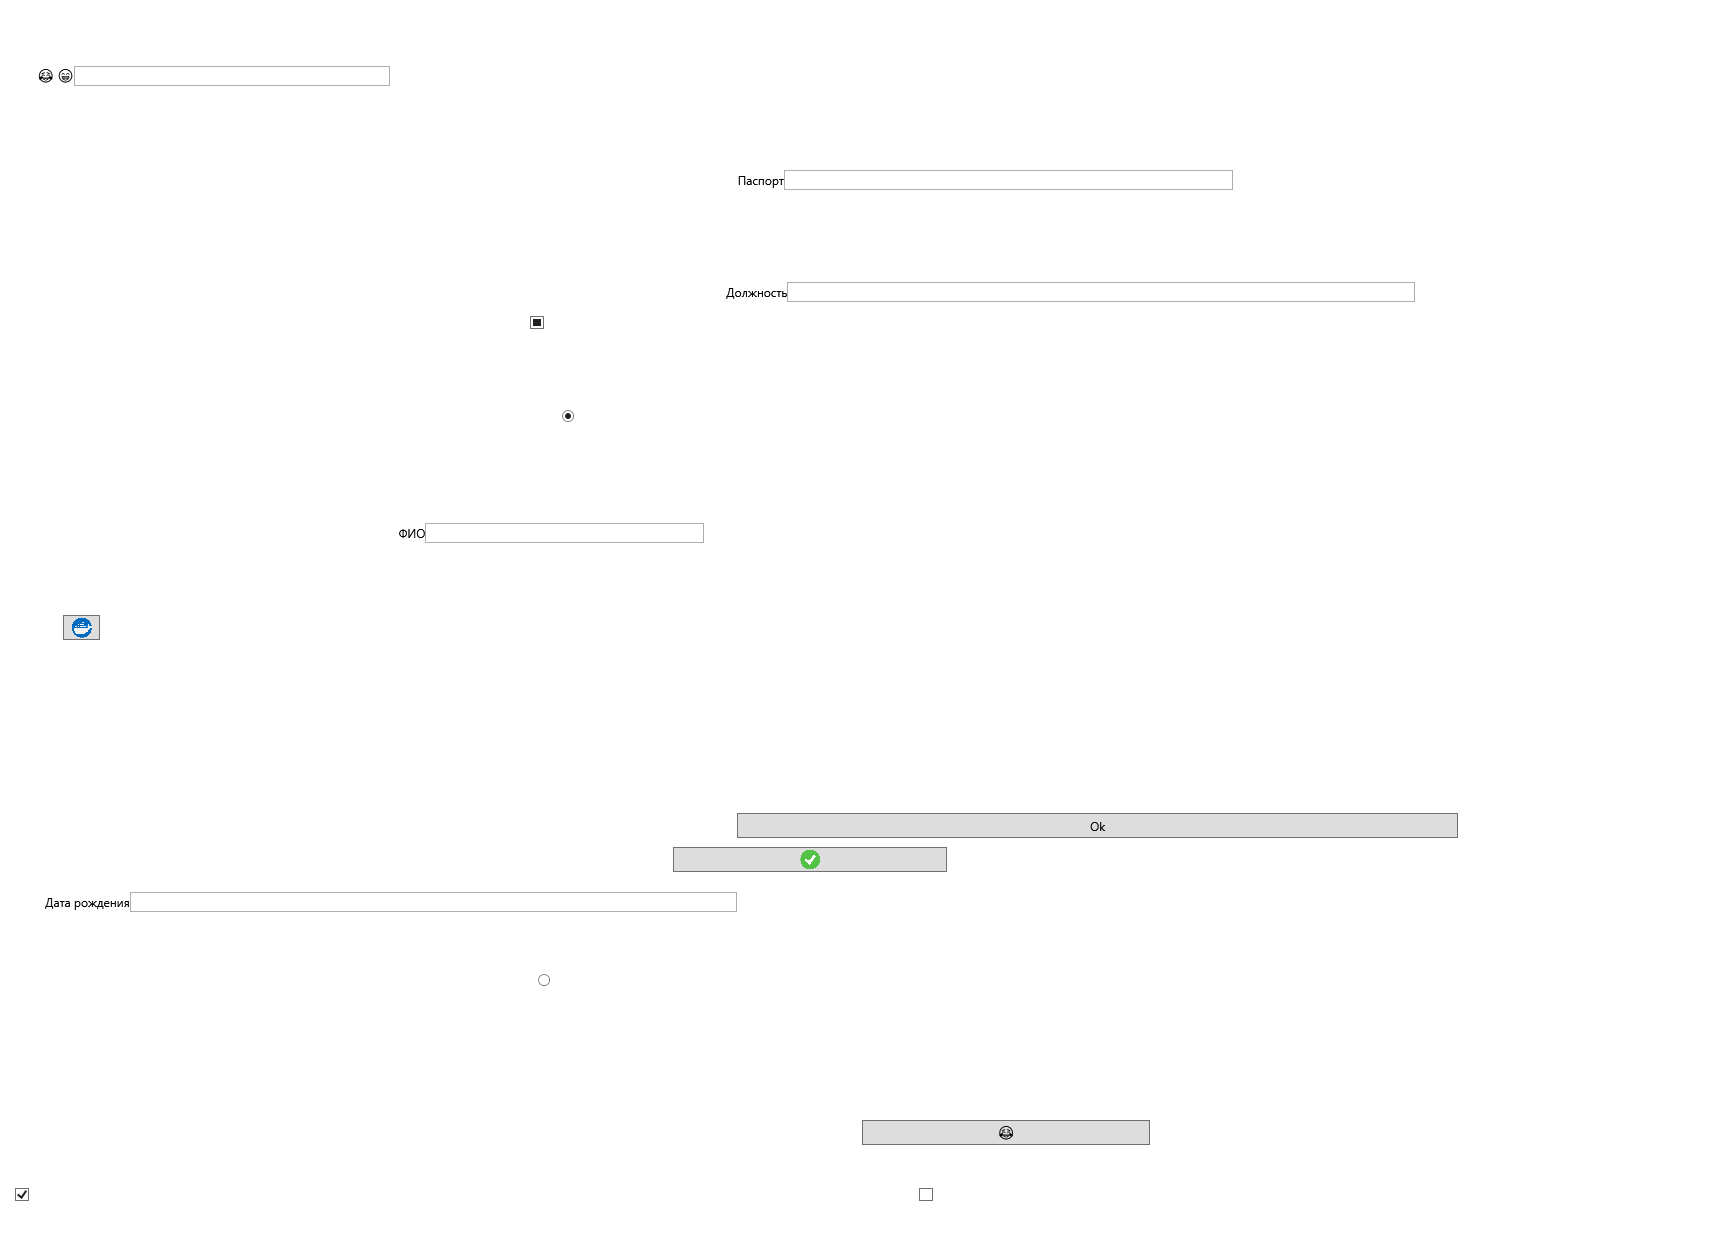 😂 😁
Паспорт
Должность
ФИО
Ok
Дата рождения
😂